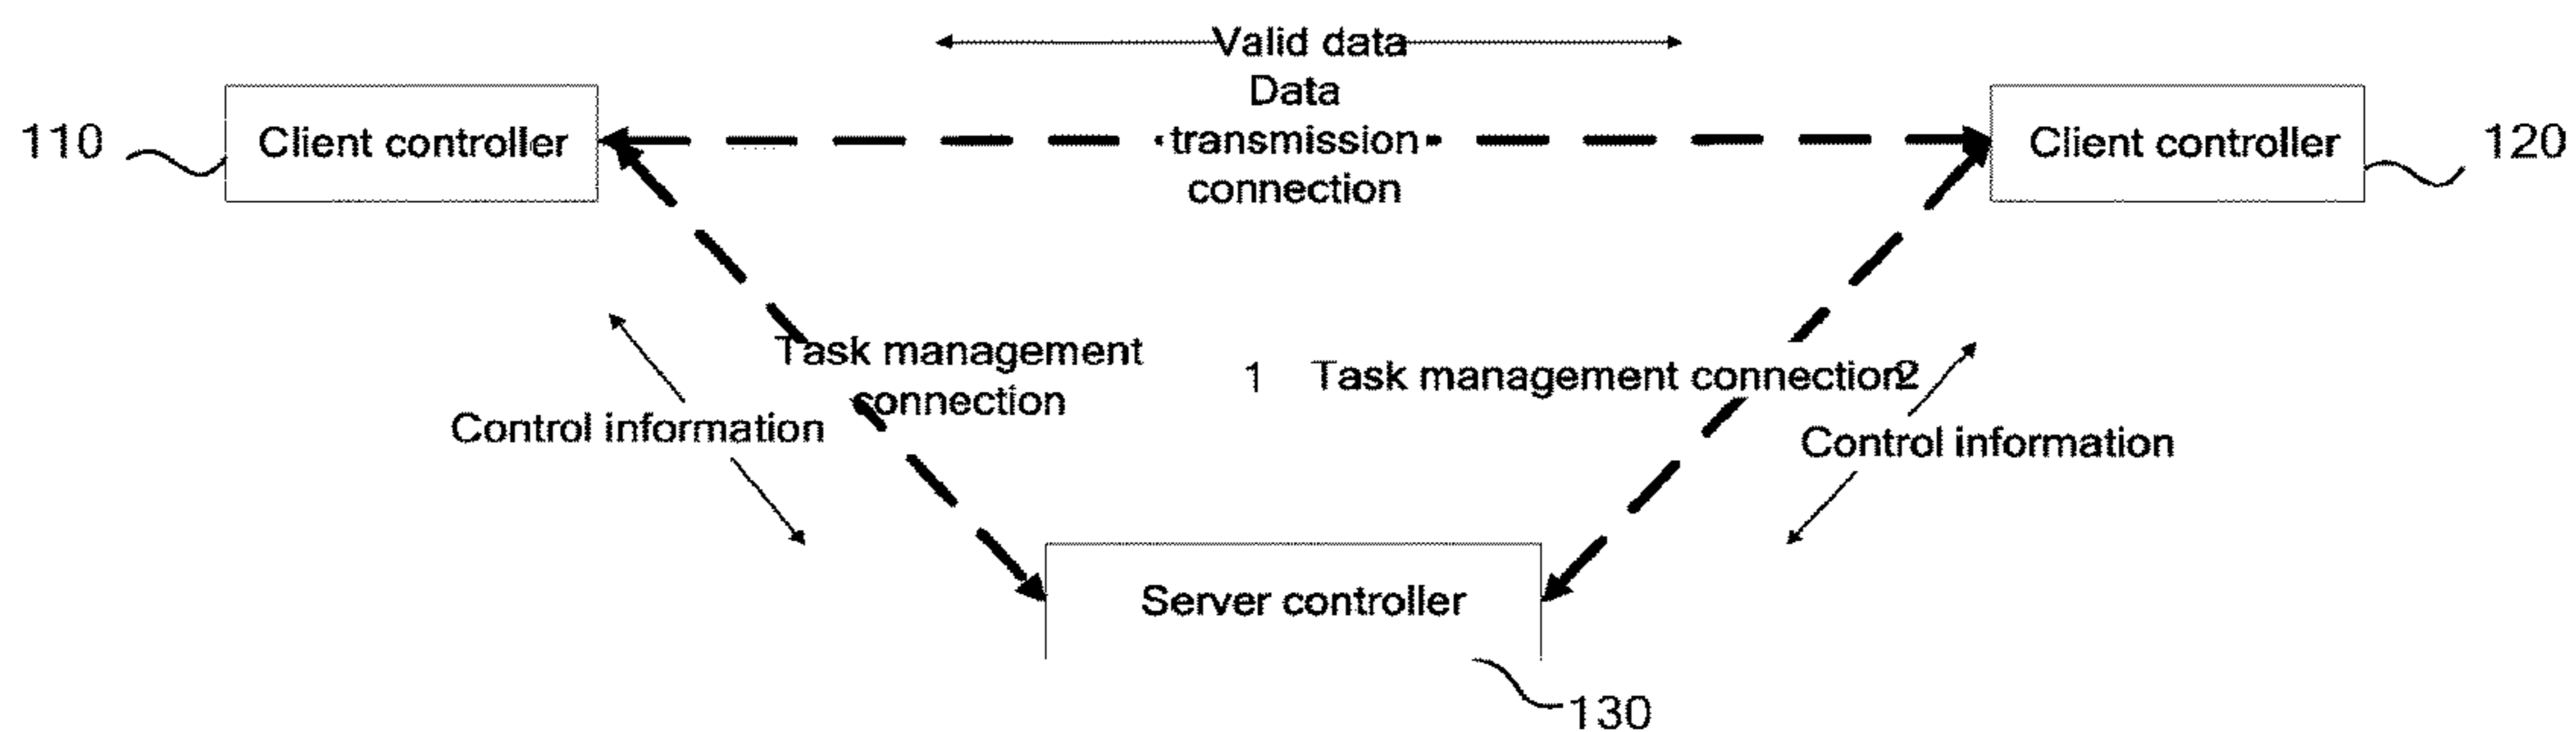 Valid data
110
Client controller
Data
transmission
connection
Client controller
120
Task management
connection
1
Task management connection2
Control information
Control information
Server controller
130